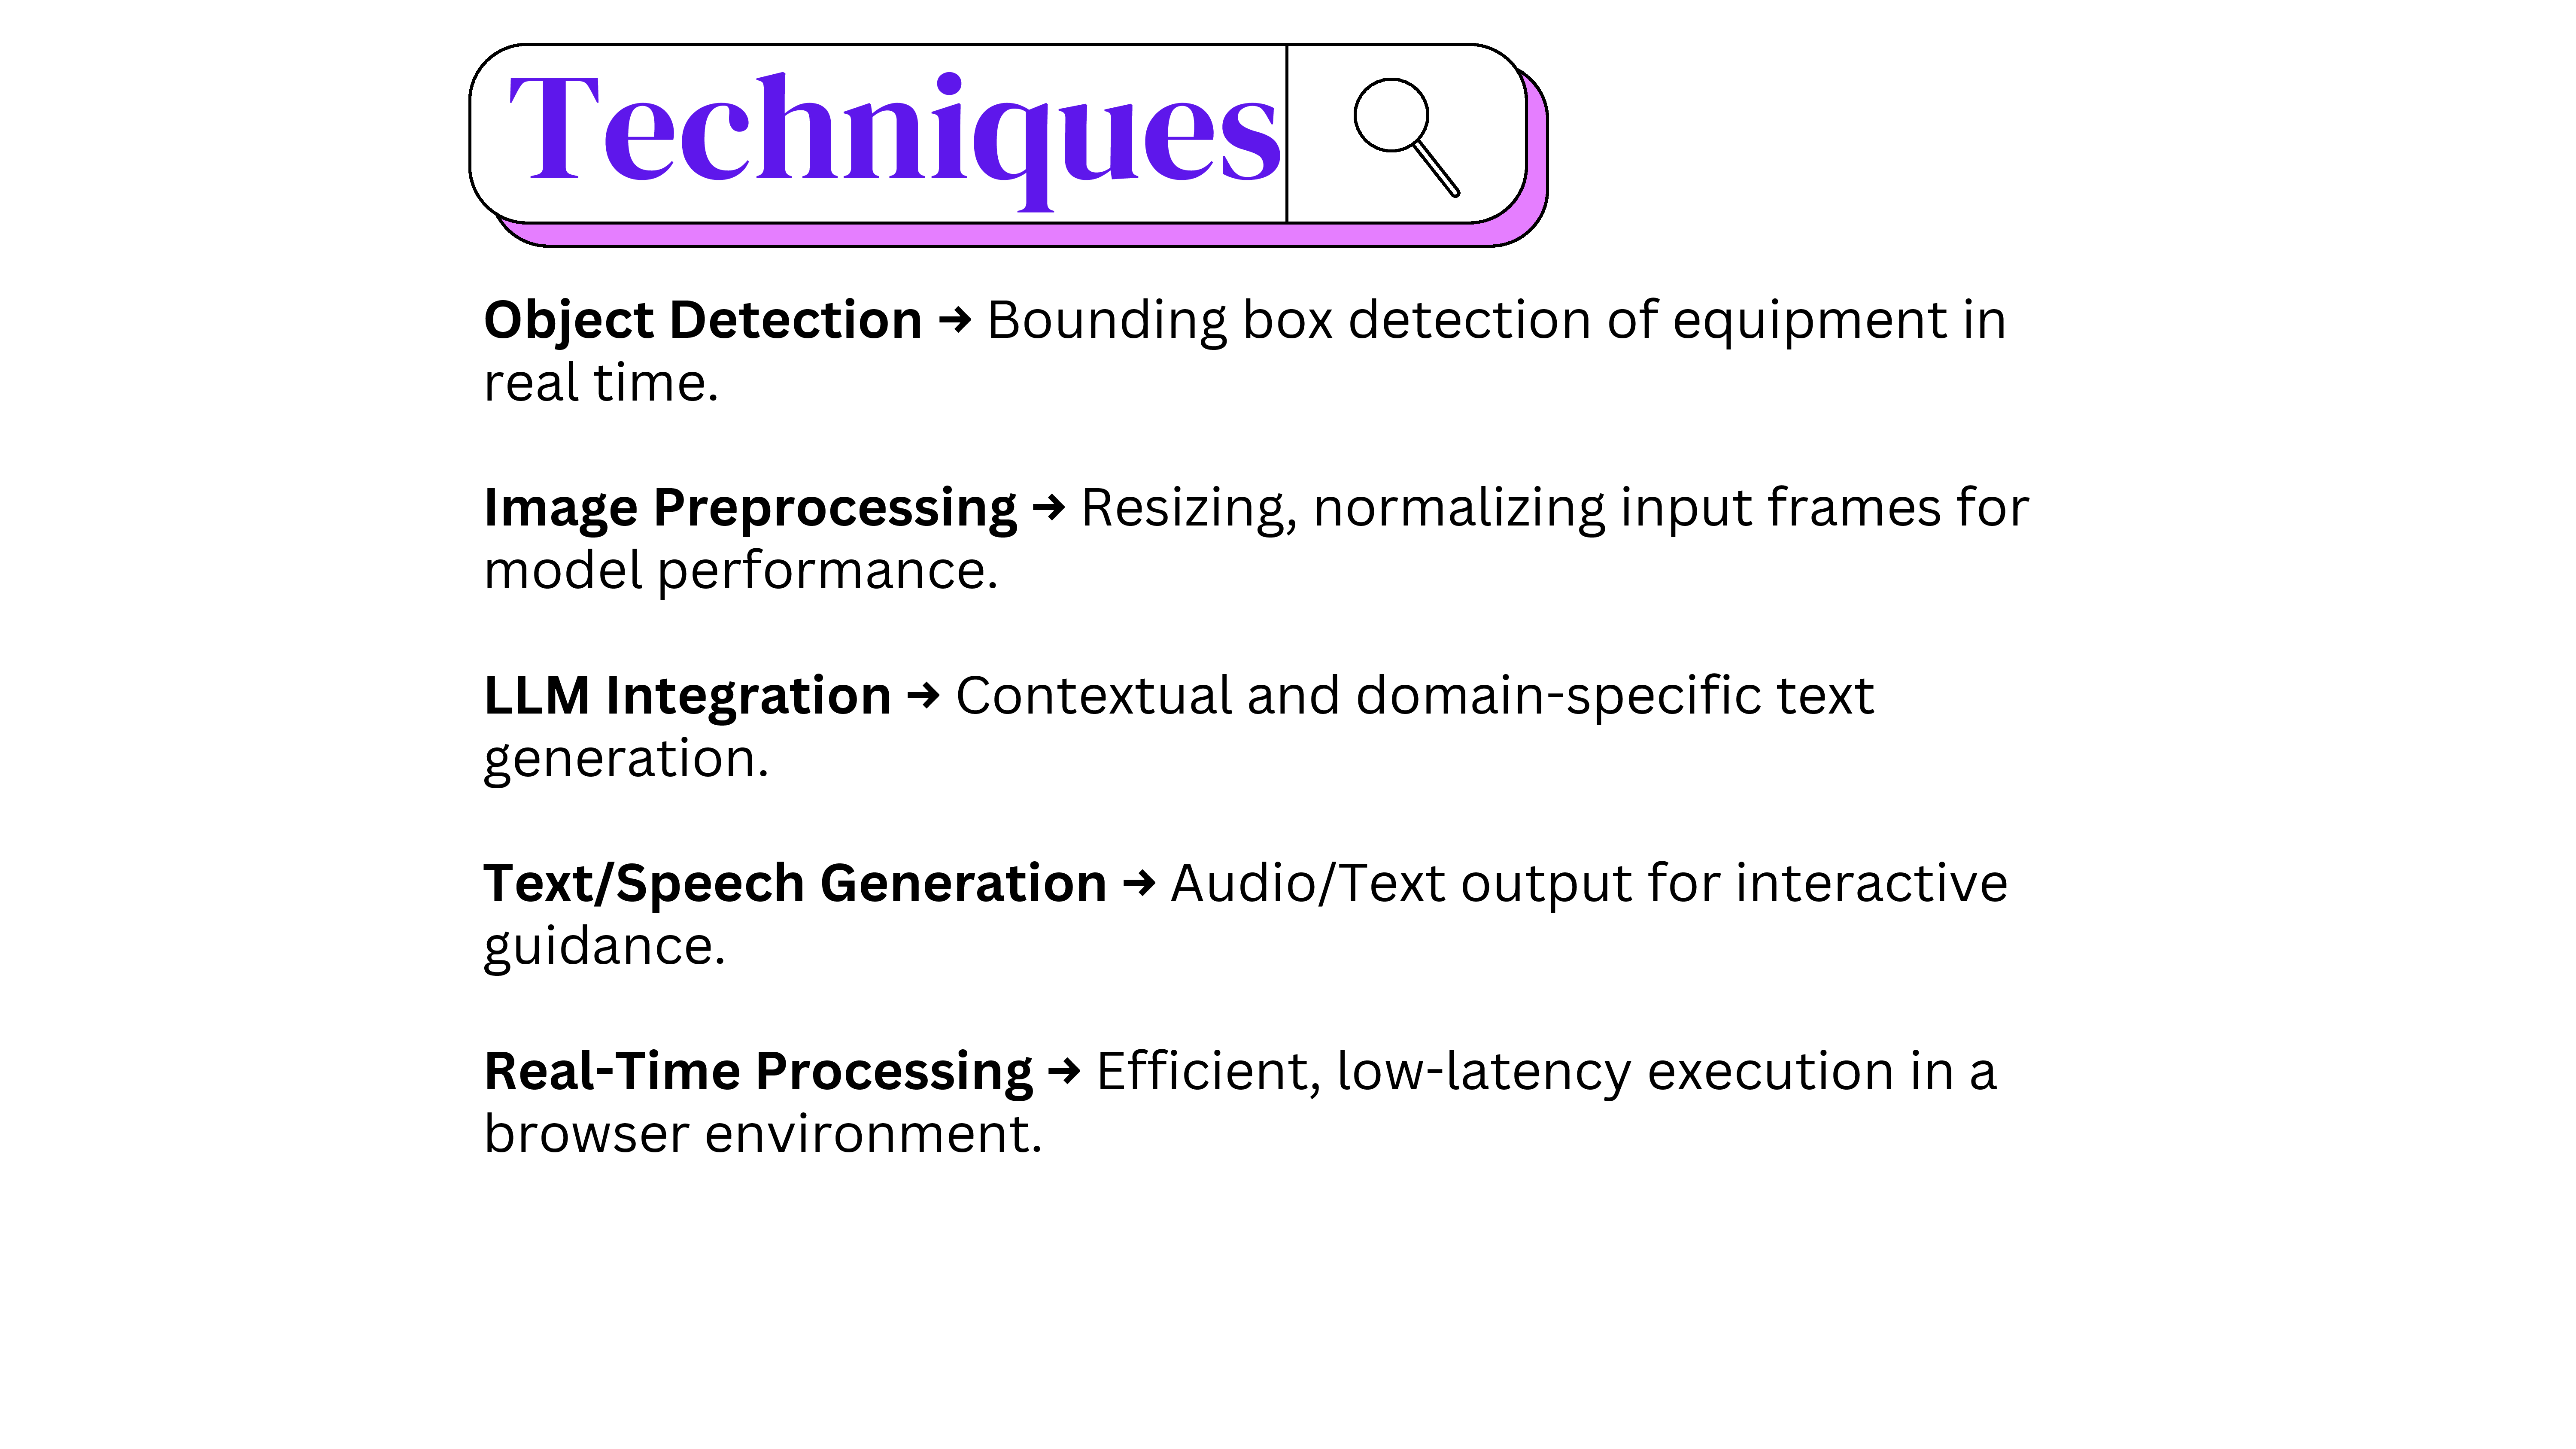 Techniques
Object Detection → Bounding box detection of equipment in
real time.
Image Preprocessing → Resizing, normalizing input frames for
model performance.
LLM Integration → Contextual and domain-specific text
generation.
Text/Speech Generation → Audio/Text output for interactive
guidance.
Real-Time Processing → Efficient, low-latency execution in a
browser environment.